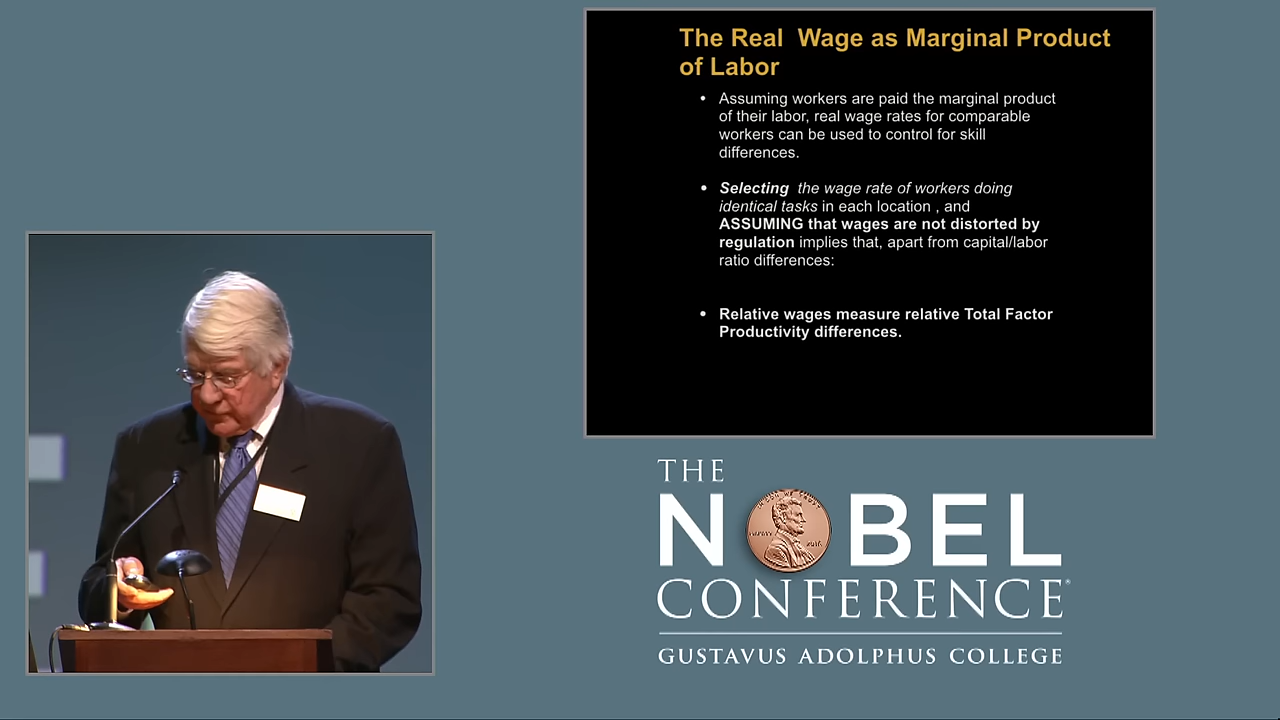 The Real  Wage as Marginal Product
of Labor
• Assuming workers are paid the marginal product
of their labor, real wage rates for comparable
workers can be used to control for skill
differences.
• Selecting  the wage rate of workers doing
identical tasks in each location , and
ASSUMING that wages are not distorted by
regulation implies that, apart from capital/labor
ratio differences:
• Relative wages measure relative Total Factor
Productivity differences.
THE
NOBEL
CONFERENCE®
GUSTAVUS ADOLPHUS COLLEGE